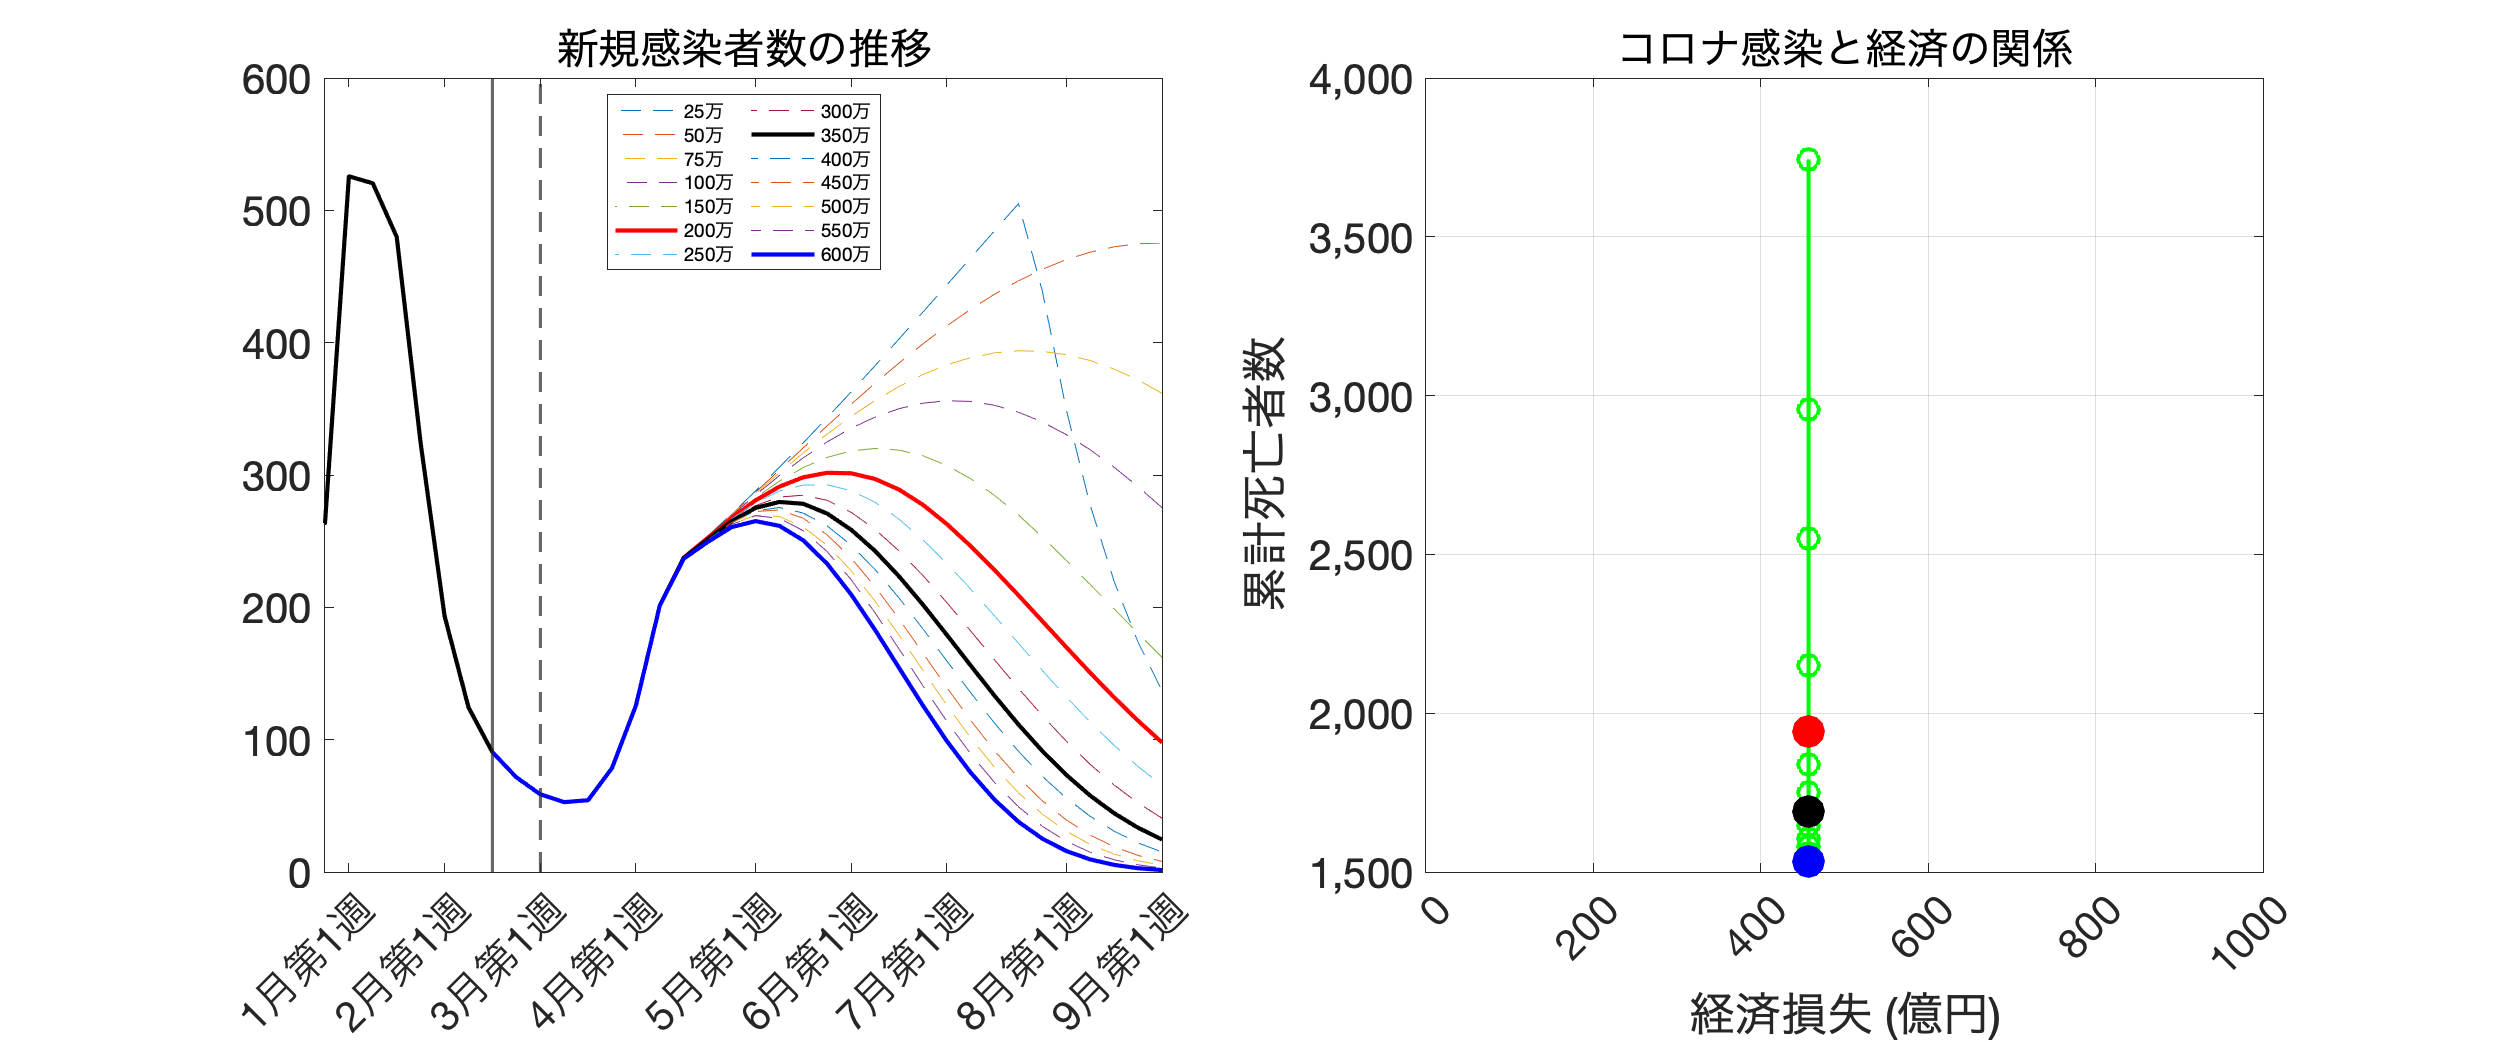 新規感染者数の推移
600
500
400
300
200
100
0
25万
50万
75万
100万
150万
200万
250万
300万
350万
400万
450万
500万
550万
600万
1月第1週
2月第1週
3月第1週
4月第1週
5月第1週
6月第1週
7月第1週
8月第1週
9月第1週
コロナ感染と経済の関係
累計死亡者数
4,000
3,500
3,000
2,500
2,000
1,500
0
200
400
600
800
1000
経済損失 (億円)